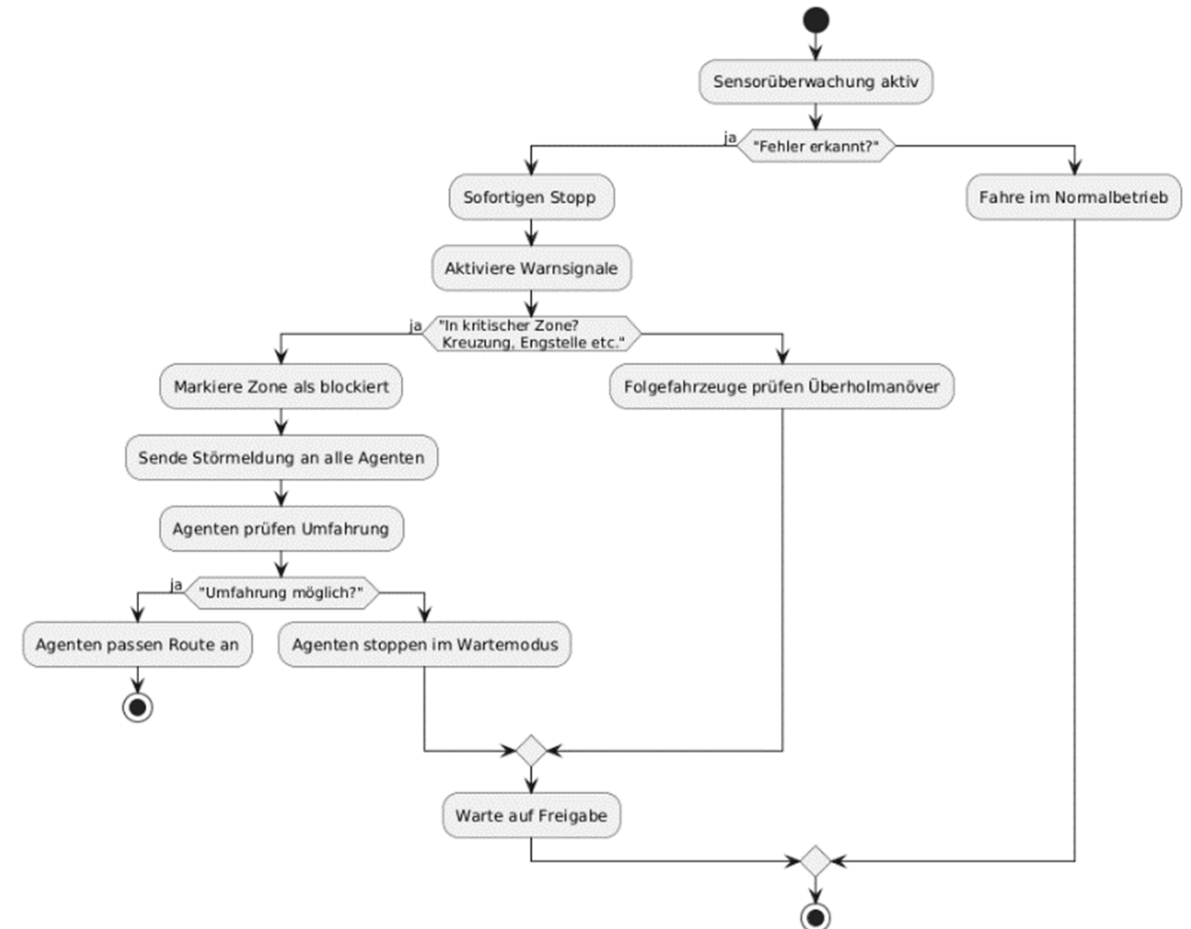 Sensorüberwachung aktiv
ja
"Fehler erkannt?"
Sofortigen Stopp
Fahre im Normalbetrieb
Aktiviere Warnsignale
ja
"In kritischer Zone?
Kreuzung, Engstelle etc."
Markiere Zone als blockiert
Folgefahrzeuge prüfen Überholmanöver
Sende Störmeldung an alle Agenten
Agenten prüfen Umfahrung
ja
"Umfahrung möglich?"
Agenten passen Route an
Agenten stoppen im Wartemodus
Warte auf Freigabe